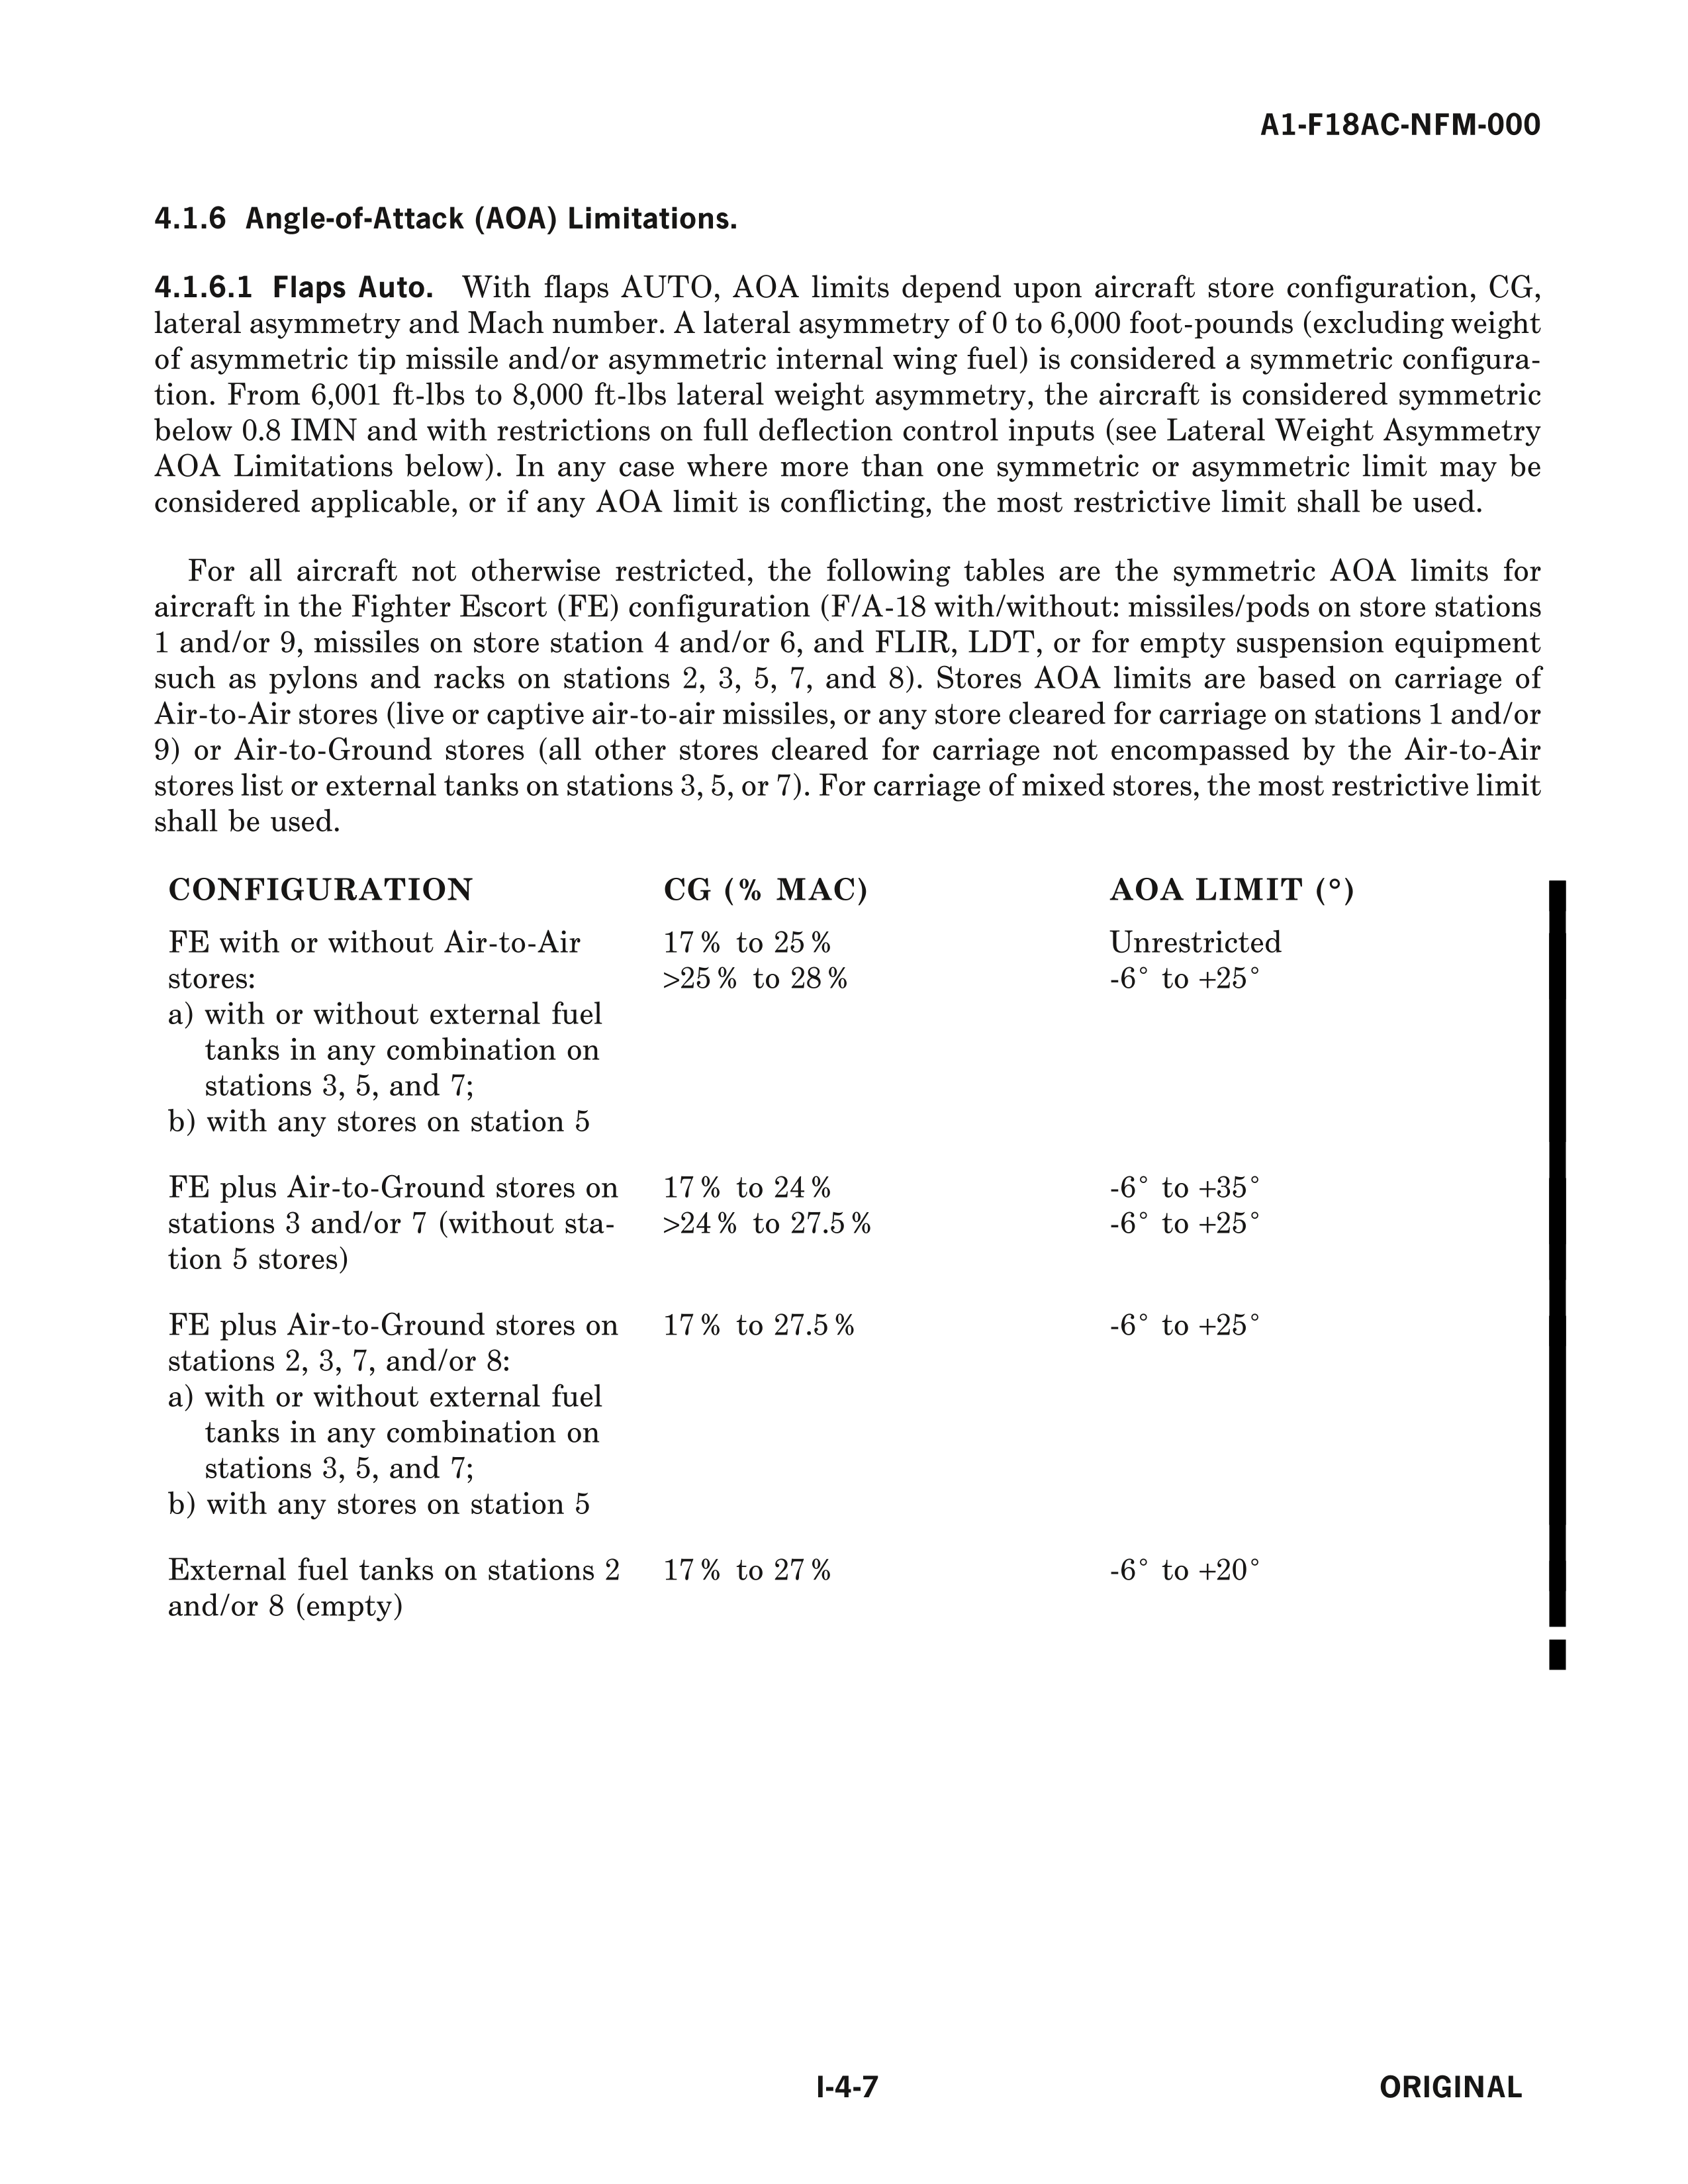 A1-F18AC-NFM-000
4.1.6 Angle-of-Attack (AOA) Limitations.
4.1.6.1 Flaps Auto. With flaps AUTO, AOA limits depend upon aircraft store configuration, CG,
lateral asymmetry and Mach number. A lateral asymmetry of 0 to 6,000 foot-pounds (excluding weight
of asymmetric tip missile and/or asymmetric internal wing fuel) is considered a symmetric configura-
tion. From 6,001 ft-lbs to 8,000 ft-lbs lateral weight asymmetry, the aircraft is considered symmetric
below 0.8 IMN and with restrictions on full deflection control inputs (see Lateral Weight Asymmetry
AOA Limitations below). In any case where more than one symmetric or asymmetric limit may be
considered applicable, or if any AOA limit is conflicting, the most restrictive limit shall be used.
For all aircraft not otherwise restricted, the following tables are the symmetric AOA limits for
aircraft in the Fighter Escort (FE) configuration (F/A-18 with/without: missiles/pods on store stations
1 and/or 9, missiles on store station 4 and/or 6, and FLIR, LDT, or for empty suspension equipment
such as pylons and racks on stations 2, 3, 5, 7, and 8). Stores AOA limits are based on carriage of
Air-to-Air stores (live or captive air-to-air missiles, or any store cleared for carriage on stations 1 and/or
9) or Air-to-Ground stores (all other stores cleared for carriage not encompassed by the Air-to-Air
stores list or external tanks on stations 3, 5, or 7). For carriage of mixed stores, the most restrictive limit
shall be used.
CONFIGURATION CG (% MAC) AOA LIMIT (°)
FE with or without Air-to-Air 17% to 25% Unrestricted
stores: >25% to 28% -6° to +25°
a) with or without external fuel
tanks in any combination on
stations 3, 5, and 7;
b) with any stores on station 5
FE plus Air-to-Ground stores on 17% to 24% -6° to +35°
stations 3 and/or 7 (without sta- >24% to 27.5% -6° to +25°
tion 5 stores)
FE plus Air-to-Ground stores on 17% to 27.5% -6° to +25°
stations 2, 3, 7, and/or 8:
a) with or without external fuel
tanks in any combination on
stations 3, 5, and 7;
b) with any stores on station 5
External fuel tanks on stations 2 17% to 27% -6° to +20°
and/or 8 (empty)
I-4-7 ORIGINAL